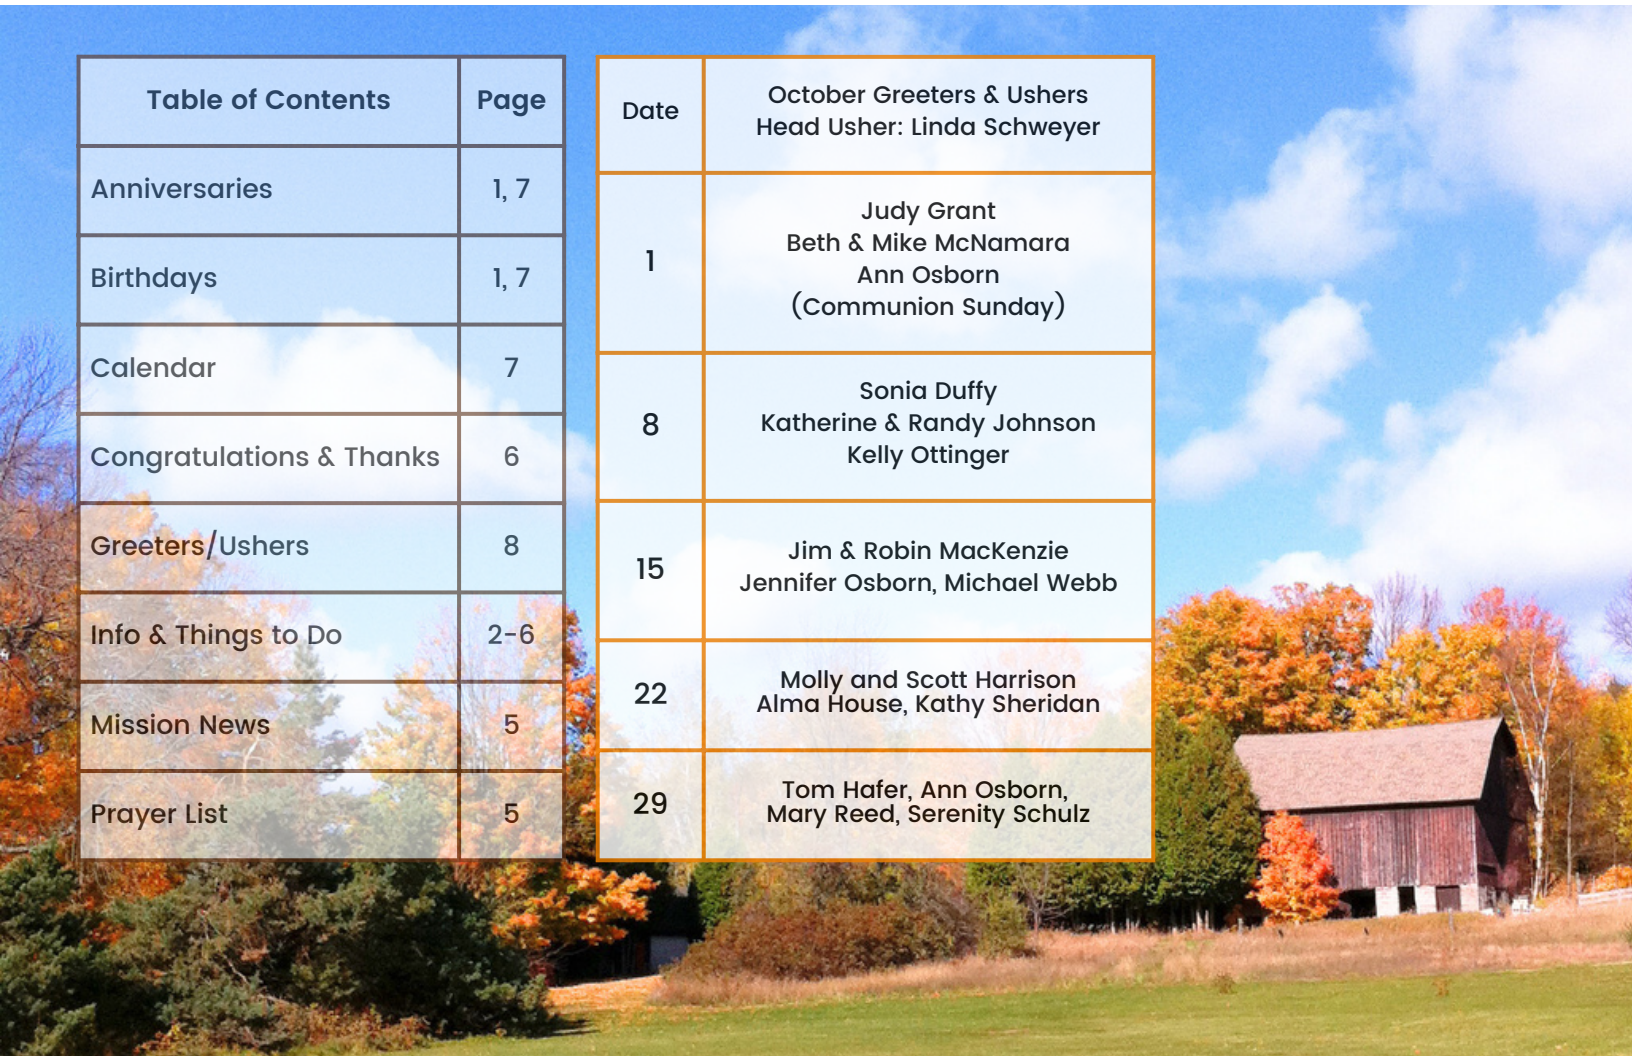 Table of Contents Page
Anniversaries 1, 7
Birthdays 1, 7
Calendar 7
Congratulations & Thanks 6
Greeters/Ushers 8
Info & Things to Do 2-6
Mission News 5
Prayer List 5
Date
October Greeters & Ushers
Head Usher: Linda Schweyer
1
Judy Grant
Beth & Mike McNamara
Ann Osborn
(Communion Sunday)
8
Sonia Duffy
Katherine & Randy Johnson
Kelly Ottinger
15
Jim & Robin MacKenzie
Jennifer Osborn, Michael Webb
22
Molly and Scott Harrison
Alma House, Kathy Sheridan
29
Tom Hafer, Ann Osborn,
Mary Reed, Serenity Schulz